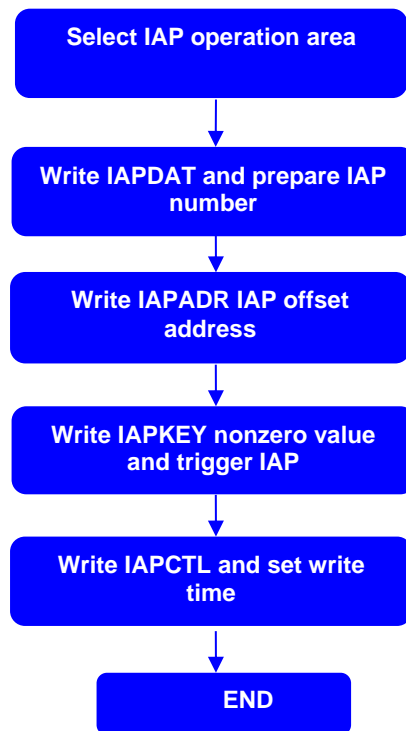 Select IAP operation area
Write IAPDAT and prepare IAP
number
Write IAPADR IAP offset
address
Write IAPKEY nonzero value
and trigger IAP
Write IAPCTL and set write
time
END